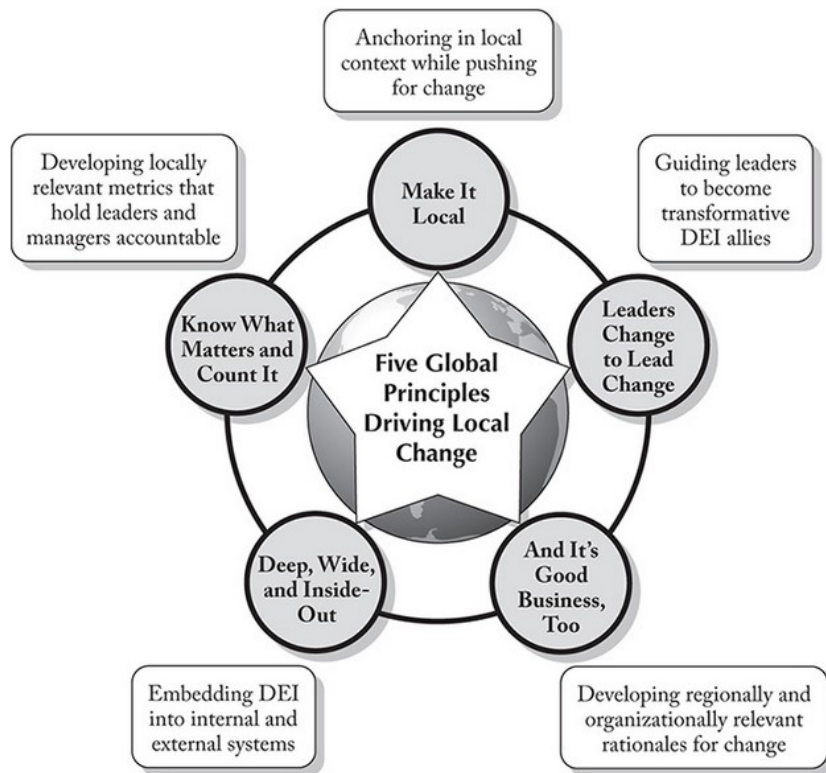 Anchoring in local
context while pushing
for change
Make It
Local
Guiding leaders
to become
transformative
DEI allies
Leaders
Change
to Lead
Change
Developing regionally and
organizationally relevant
rationales for change
And It's
Good
Business,
Too
Embedding DEI
into internal and
external systems
Deep, Wide,
and Inside-
Out
Developing locally
relevant metrics that
hold leaders and
managers accountable
Know What
Matters and
Count It
Five Global
Principles
Driving Local
Change